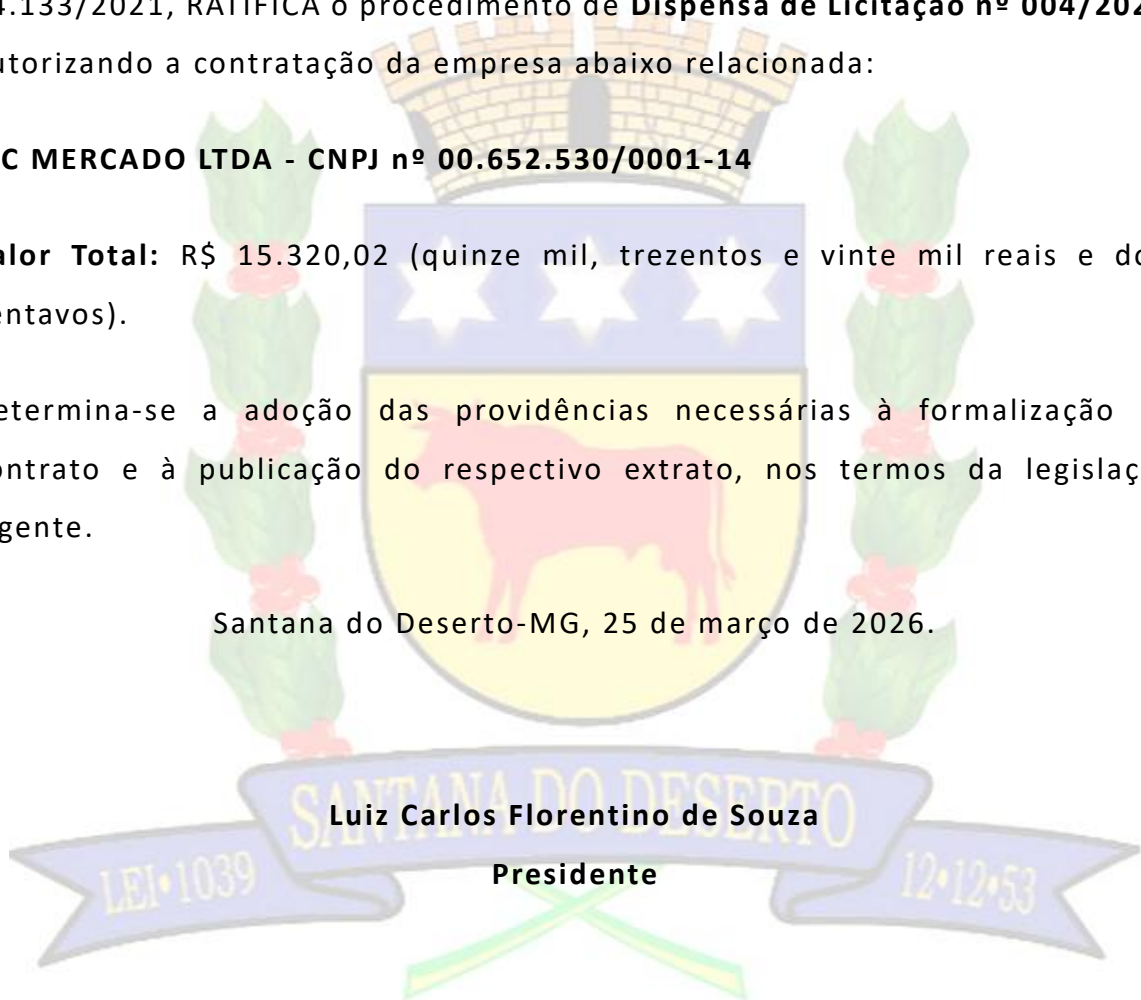 4.133/2021, RATIFICA o procedimento de Dispensa de Licitação nº 004/202
utorizando a contratação da empresa abaixo relacionada:
C MERCADO LTDA - CNPJ nº 00.652.530/0001-14
alor Total: R$ 15.320,02 (quinze mil, trezentos e vinte mil reais e do
entavos).
etermina-se a adoção das providências necessárias à formalização
ontrato e à publicação do respectivo extrato, nos termos da legislaç
gente.
Santana do Deserto-MG, 25 de março de 2026.
SANTANA DO DESERTO
Luiz Carlos Florentino de Souza
Presidente
LEI•1039
12•12•53